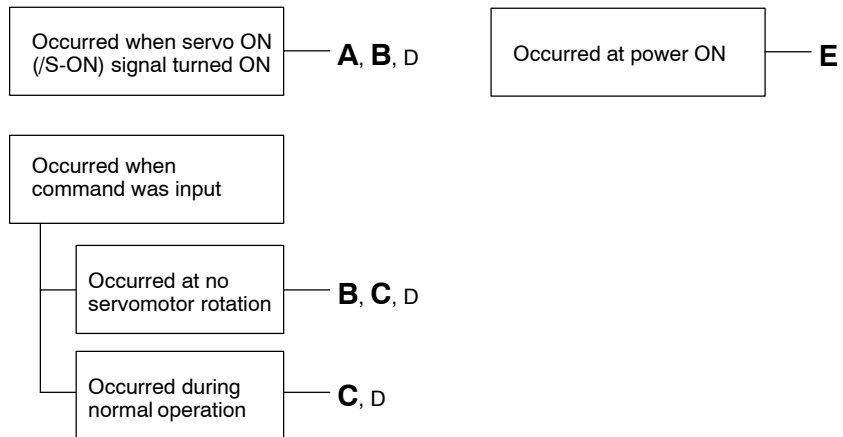 Occurred when servo ON
(/S-ON) signal turned ON
A, B, D
Occurred at power ON
E
Occurred when
command was input
Occurred at no
servomotor rotation
B, C, D
Occurred during
normal operation
C, D